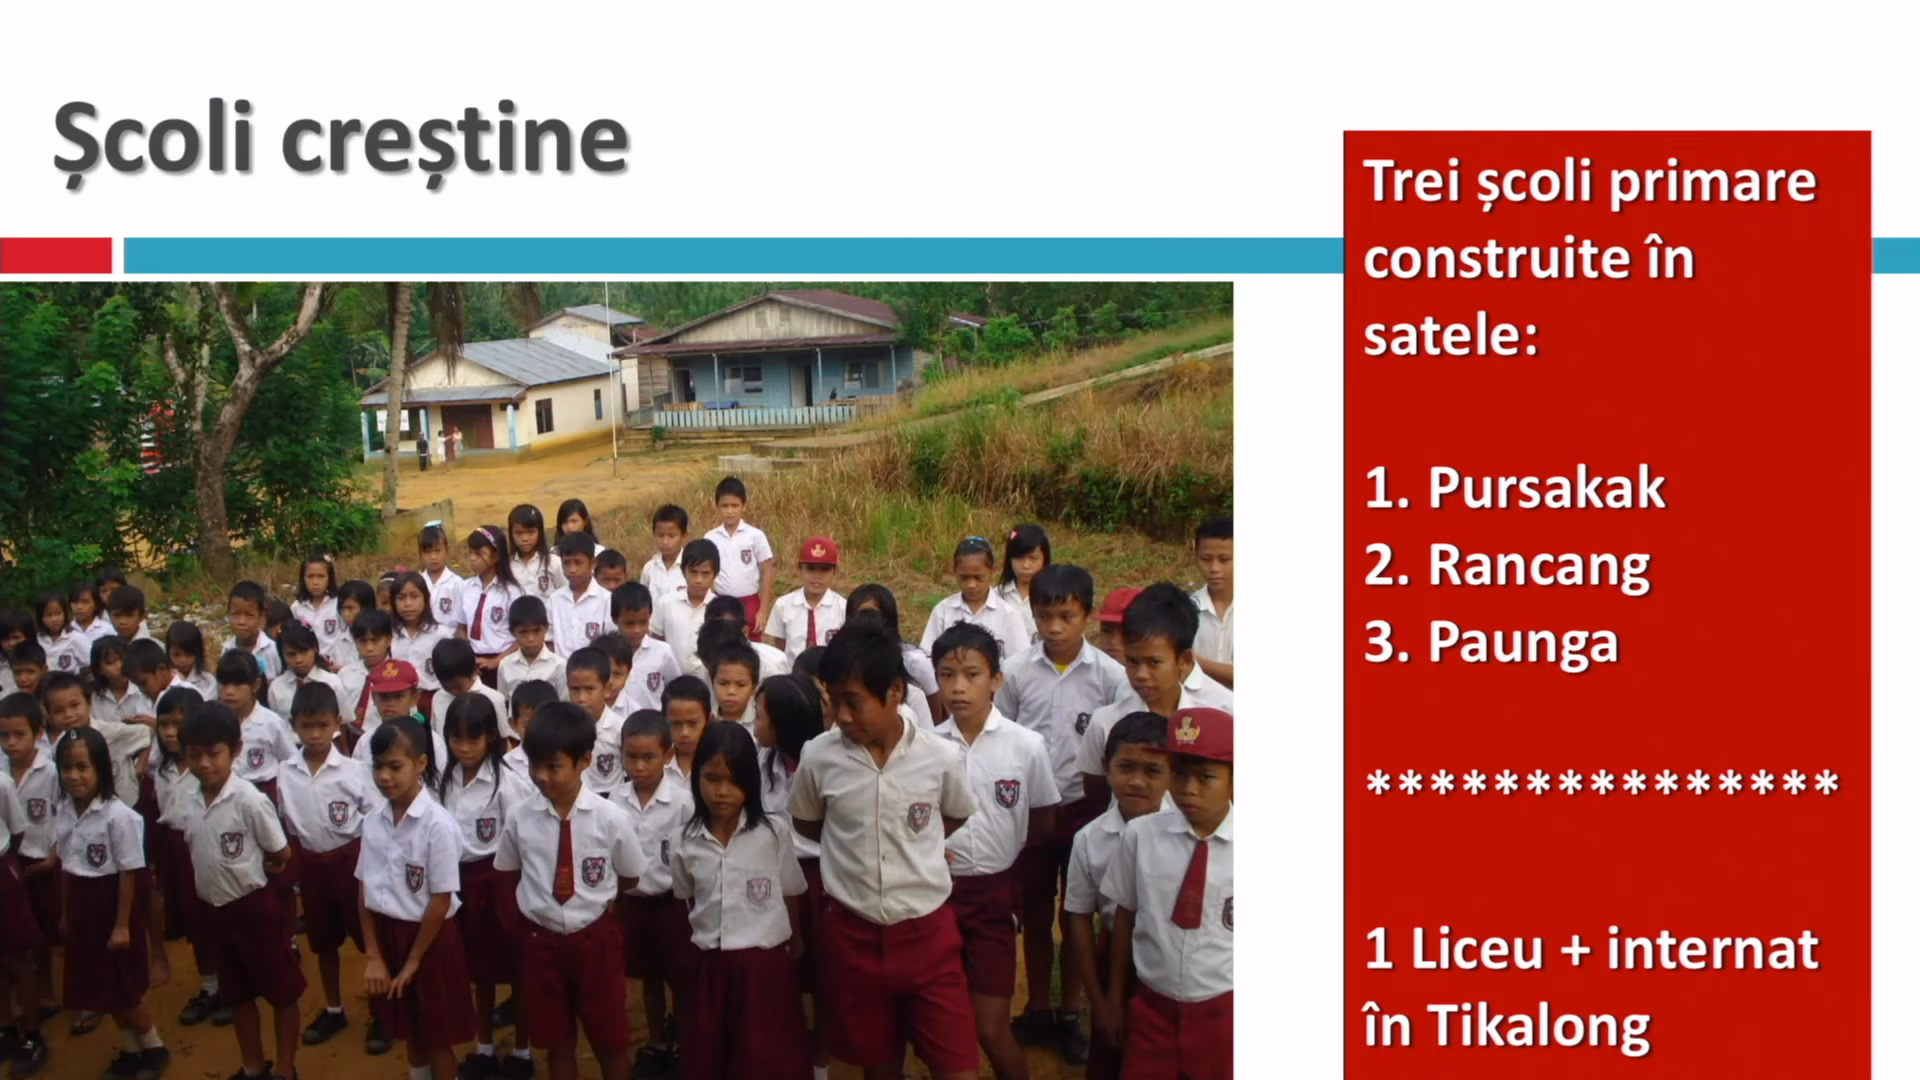 Școli creștine
Trei școli primare
construite în
satele:
1. Pursakak
2. Rancang
3. Paunga
***************
1 Liceu + internat
în Tikalong